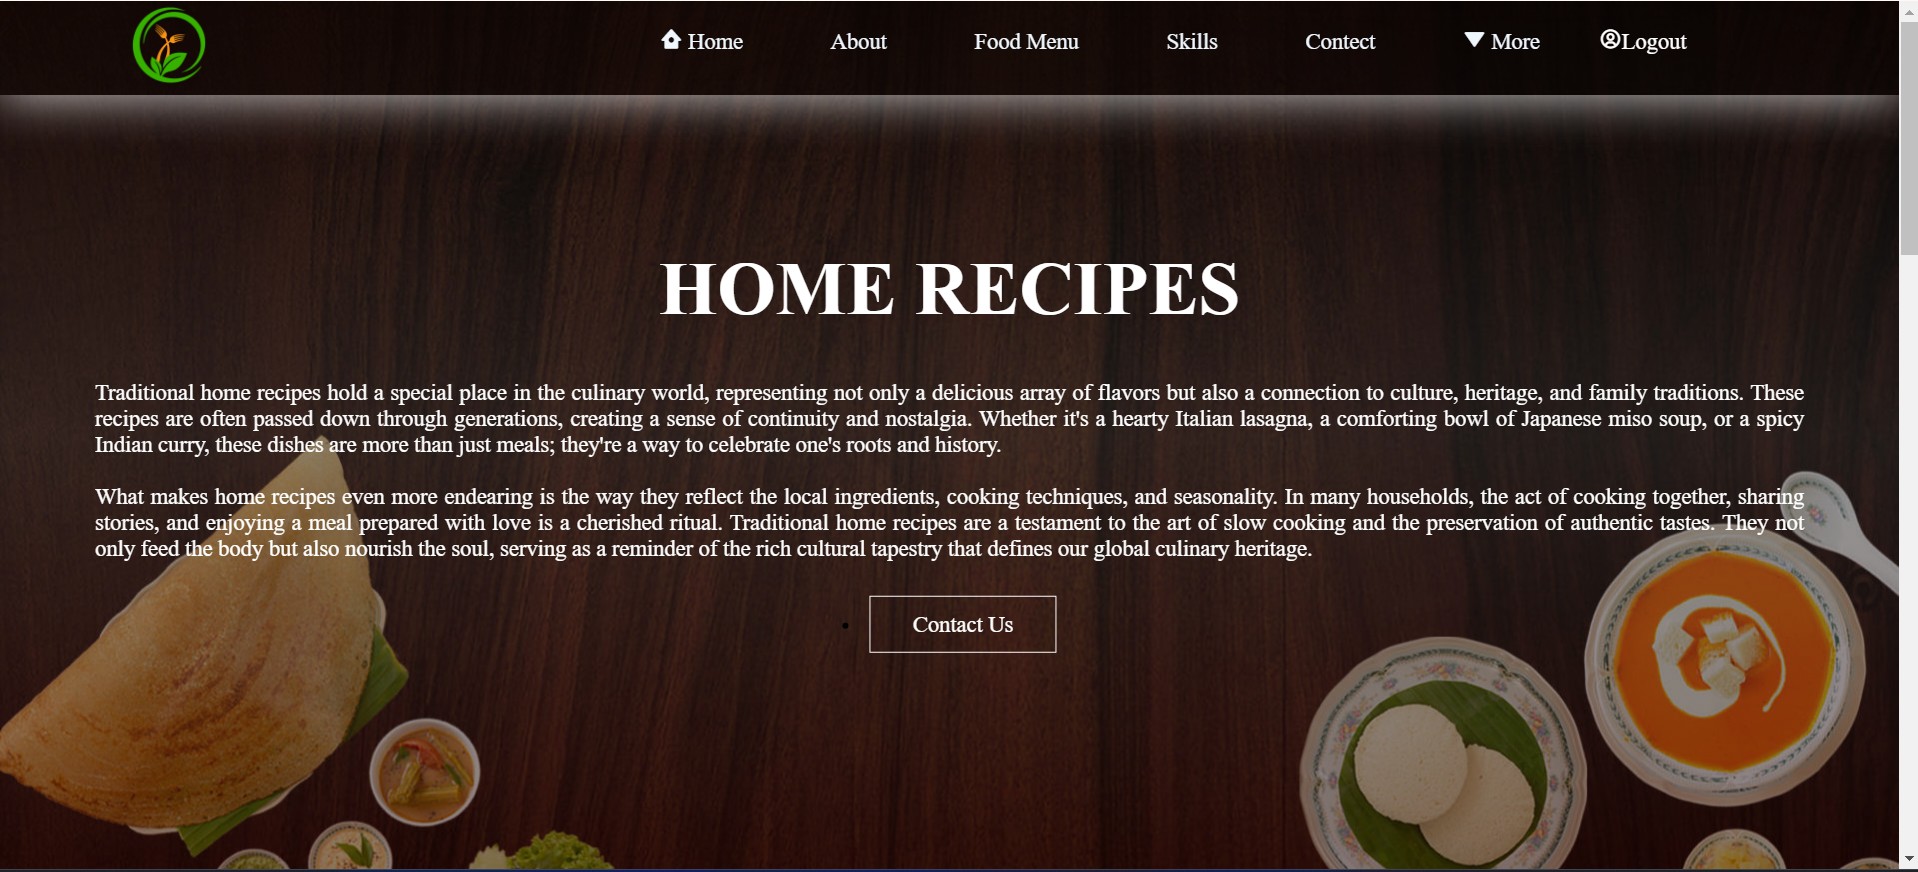 Home About Food Menu Skills Contect More Logout
HOME RECIPES
Traditional home recipes hold a special place in the culinary world, representing not only a delicious array of flavors but also a connection to culture, heritage, and family traditions. These
recipes are often passed down through generations, creating a sense of continuity and nostalgia. Whether it's a hearty Italian lasagna, a comforting bowl of Japanese miso soup, or a spicy
Indian curry, these dishes are more than just meals; they're a way to celebrate one's roots and history.
What makes home recipes even more endearing is the way they reflect the local ingredients, cooking techniques, and seasonality. In many households, the act of cooking together, sharing
stories, and enjoying a meal prepared with love is a cherished ritual. Traditional home recipes are a testament to the art of slow cooking and the preservation of authentic tastes. They not
only feed the body but also nourish the soul, serving as a reminder of the rich cultural tapestry that defines our global culinary heritage.
Contact Us